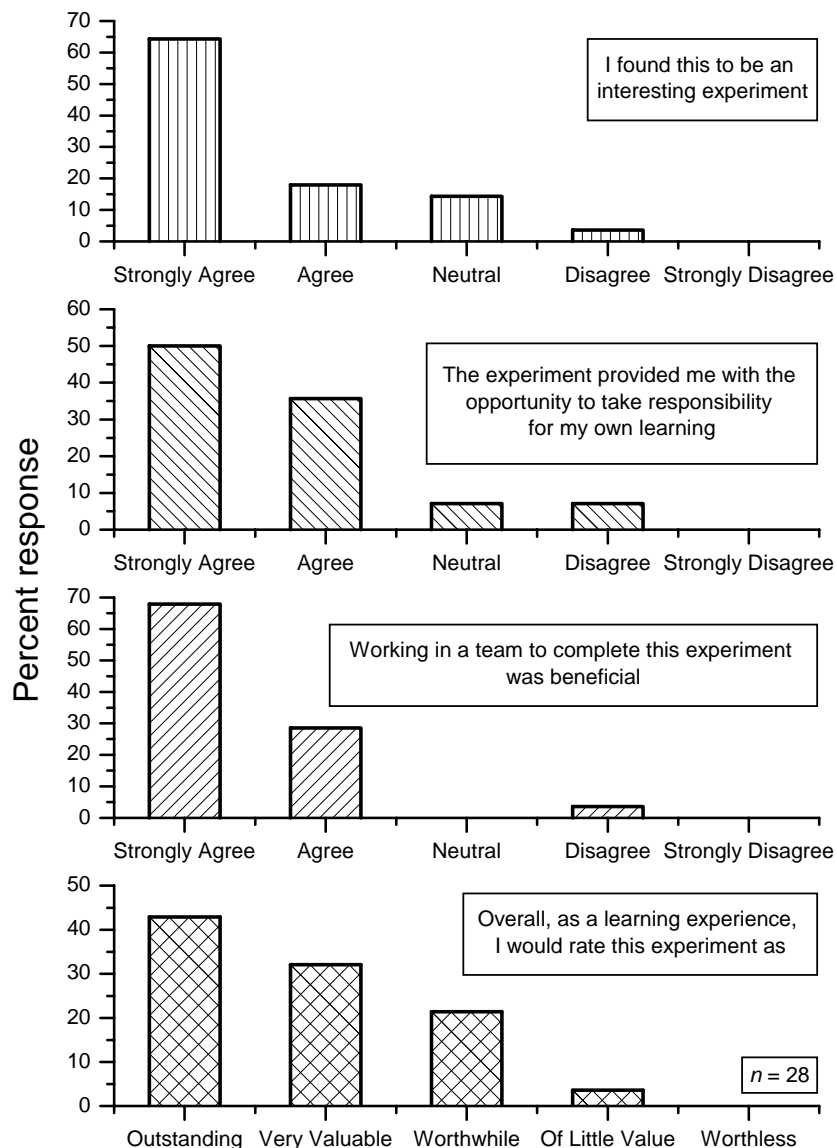 Percent response
70
60
50
40
30
20
10
0
I found this to be an
interesting experiment
Strongly Agree Agree Neutral Disagree Strongly Disagree
60
50
40
30
20
10
0
The experiment provided me with the
opportunity to take responsibility
for my own learning
Strongly Agree Agree Neutral Disagree Strongly Disagree
70
60
50
40
30
20
10
0
Working in a team to complete this experiment
was beneficial
Strongly Agree Agree Neutral Disagree Strongly Disagree
50
40
30
20
10
0
Overall, as a learning experience,
I would rate this experiment as
n = 28
Outstanding Very Valuable Worthwhile Of Little Value Worthless